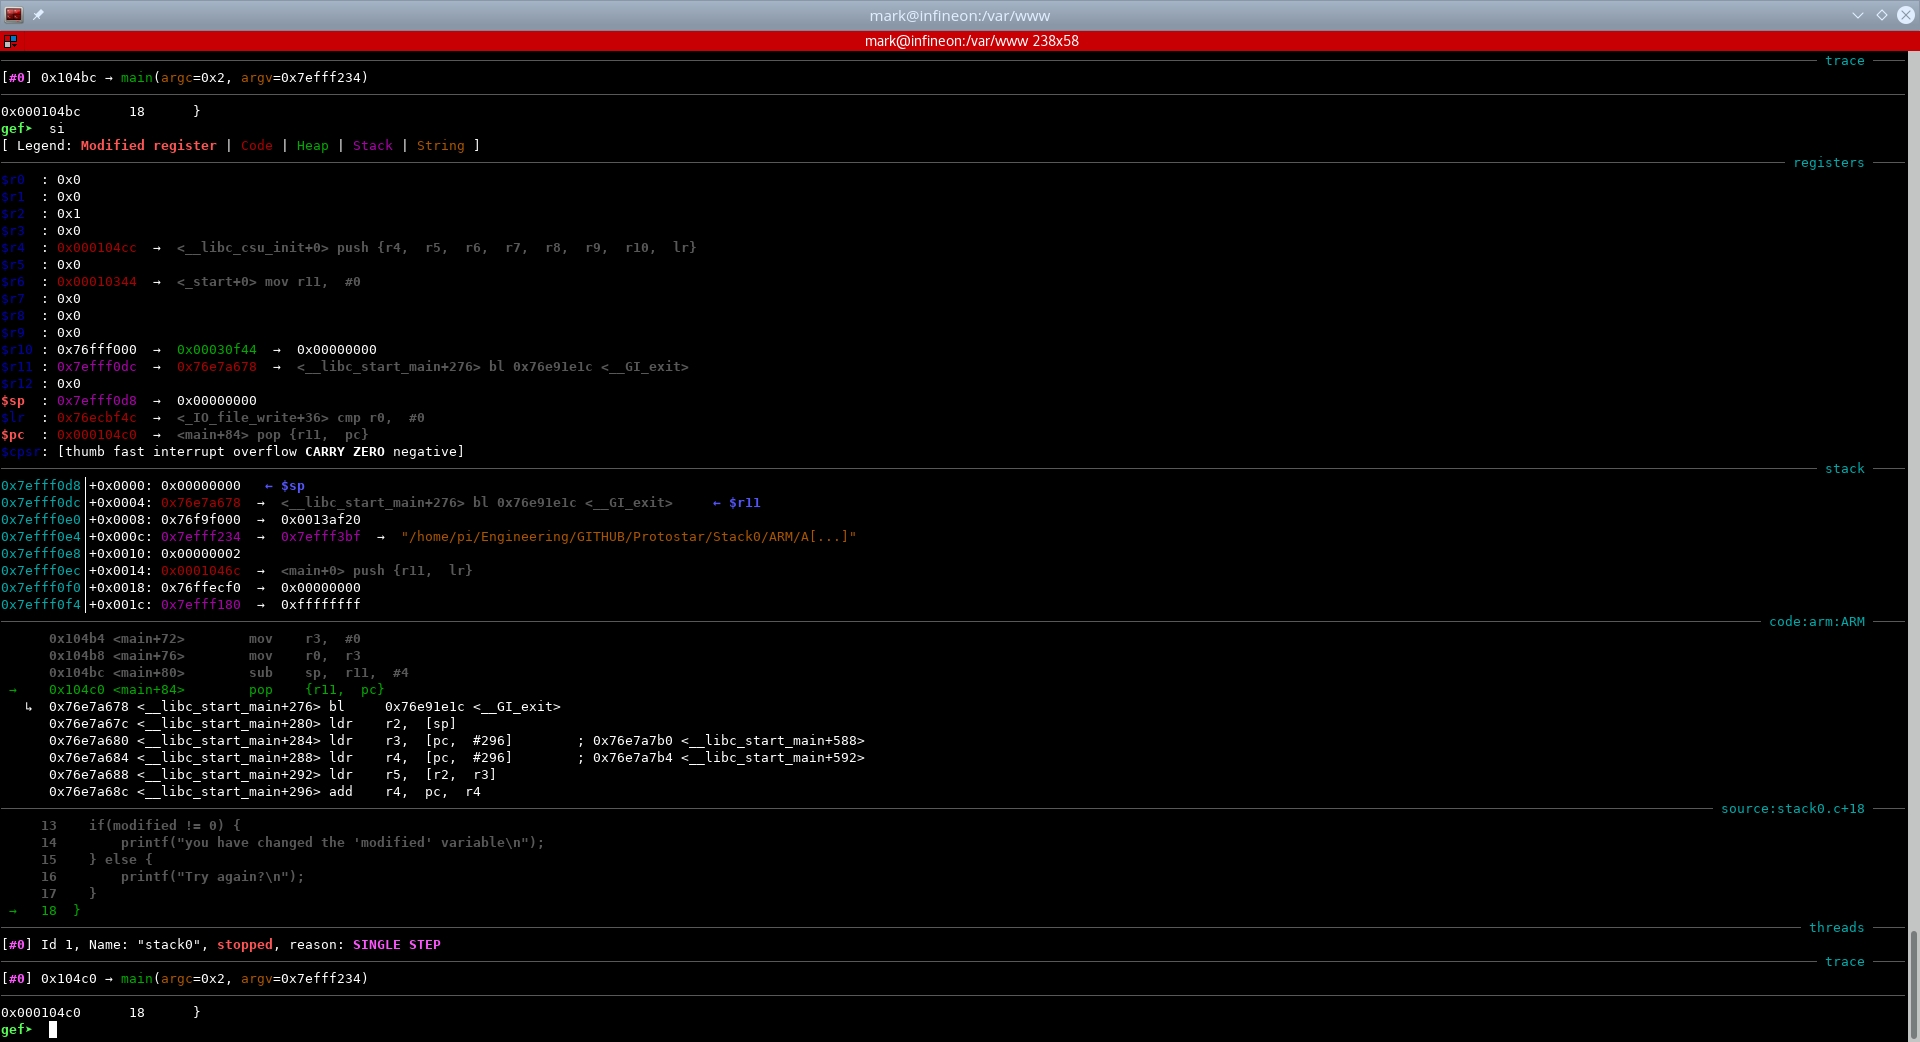 mark@infineon:/var/www
mark@infineon:/var/www 238x58
trace
[#0] 0x104bc → main(argc=0x2, argv=0x7efff234)
0x000104bc      18      }
gef➤  si
[ Legend: Modified register | Code | Heap | Stack | String ]
registers
$r0  : 0x0
$r1  : 0x0
$r2  : 0x1
$r3  : 0x0
$r4  : 0x000104cc  →  <__libc_csu_init+0> push {r4,  r5,  r6,  r7,  r8,  r9,  r10,  lr}
$r5  : 0x0
$r6  : 0x00010344  →  <_start+0> mov r11,  #0
$r7  : 0x0
$r8  : 0x0
$r9  : 0x0
$r10 : 0x76fff000  →  0x00030f44  →  0x00000000
$r11 : 0x7efff0dc  →  0x76e7a678  →  <__libc_start_main+276> bl 0x76e91e1c <__GI_exit>
$r12 : 0x0
$sp  : 0x7efff0d8  →  0x00000000
$lr  : 0x76ecbf4c  →  <_IO_file_write+36> cmp r0,  #0
$pc  : 0x000104c0  →  <main+84> pop {r11,  pc}
$cpsr: [thumb fast interrupt overflow CARRY ZERO negative]
stack
0x7efff0d8│+0x0000: 0x00000000   ← $sp
0x7efff0dc│+0x0004: 0x76e7a678  →  <__libc_start_main+276> bl 0x76e91e1c <__GI_exit>     ← $r11
0x7efff0e0│+0x0008: 0x76f9f000  →  0x0013af20
0x7efff0e4│+0x000c: 0x7efff234  →  0x7efff3bf  →  "/home/pi/Engineering/GITHUB/Protostar/Stack0/ARM/A[...]"
0x7efff0e8│+0x0010: 0x00000002
0x7efff0ec│+0x0014: 0x0001046c  →  <main+0> push {r11,  lr}
0x7efff0f0│+0x0018: 0x76ffecf0  →  0x00000000
0x7efff0f4│+0x001c: 0x7efff180  →  0xffffffff
code:arm:ARM
0x104b4 <main+72>        mov    r3,  #0
0x104b8 <main+76>        mov    r0,  r3
0x104bc <main+80>        sub    sp,  r11,  #4
→    0x104c0 <main+84>        pop    {r11,  pc}
↳  0x76e7a678 <__libc_start_main+276> bl     0x76e91e1c <__GI_exit>
0x76e7a67c <__libc_start_main+280> ldr    r2,  [sp]
0x76e7a680 <__libc_start_main+284> ldr    r3,  [pc,  #296]        ; 0x76e7a7b0 <__libc_start_main+588>
0x76e7a684 <__libc_start_main+288> ldr    r4,  [pc,  #296]        ; 0x76e7a7b4 <__libc_start_main+592>
0x76e7a688 <__libc_start_main+292> ldr    r5,  [r2,  r3]
0x76e7a68c <__libc_start_main+296> add    r4,  pc,  r4
source:stack0.c+18
13    if(modified != 0) {
14        printf("you have changed the 'modified' variable\n");
15    } else {
16        printf("Try again?\n");
17    }
→   18  }
threads
[#0] Id 1, Name: "stack0", stopped, reason: SINGLE STEP
trace
[#0] 0x104c0 → main(argc=0x2, argv=0x7efff234)
0x000104c0      18      }
gef➤